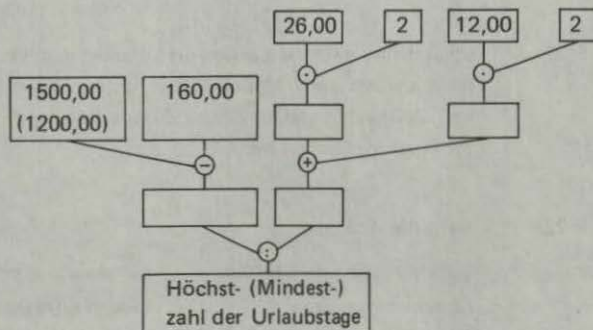 26,00 2 12,00 2
·
·
1500,00 160,00
(1200,00)
−
+
:
Höchst- (Mindest-)
zahl der Urlaubstage